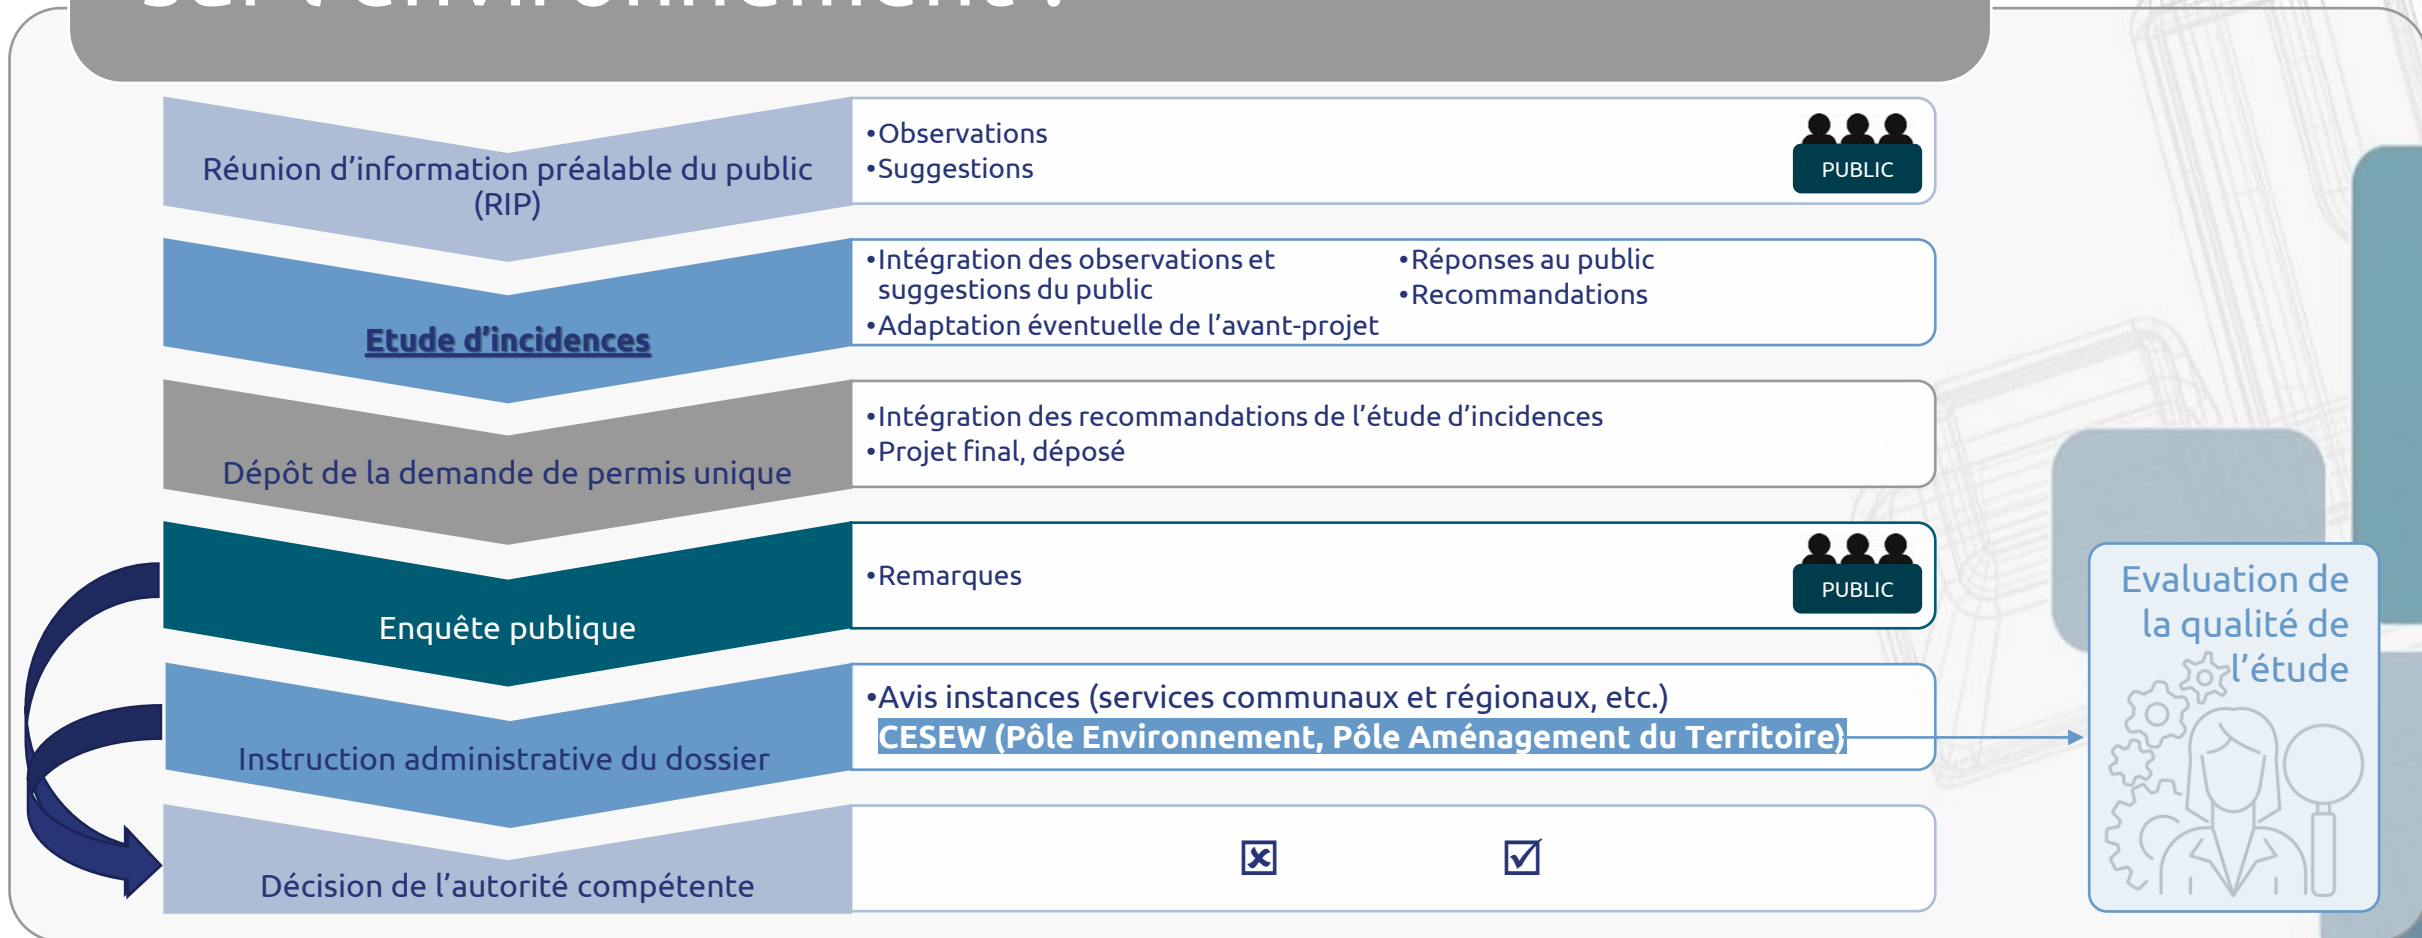 sur l'environnement ?
Réunion d'information préalable du public
(RIP)
•Observations
•Suggestions
PUBLIC
Etude d'incidences
•Intégration des observations et
suggestions du public
•Adaptation éventuelle de l'avant-projet
•Réponses au public
•Recommandations
Dépôt de la demande de permis unique
•Intégration des recommandations de l'étude d'incidences
•Projet final, déposé
Enquête publique
•Remarques
PUBLIC
Instruction administrative du dossier
•Avis instances (services communaux et régionaux, etc.)
CESEW (Pôle Environnement, Pôle Aménagement du Territoire)
Evaluation de
la qualité de
l'étude
Décision de l'autorité compétente